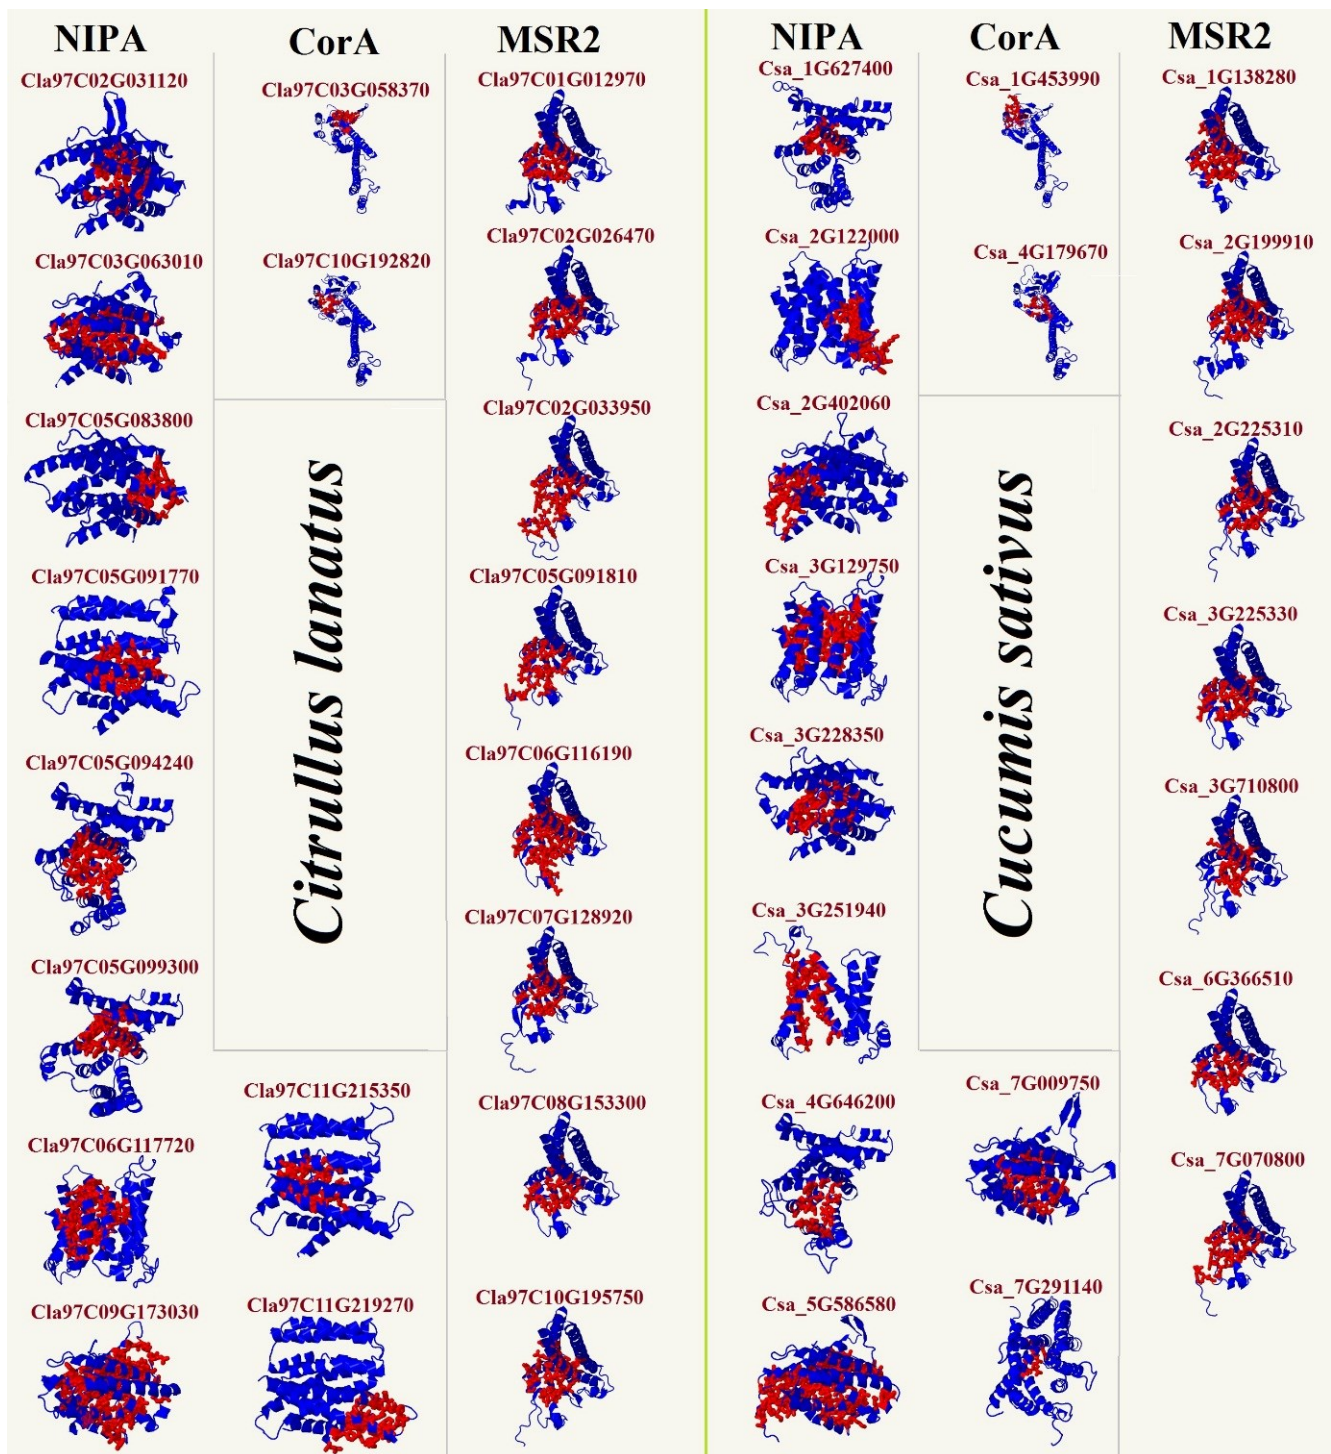 NIPA
CorA
MSR2
NIPA
CorA
MSR2
Cla97C02G031120
Cla97C03G063010
Cla97C05G083800
Cla97C05G091770
Cla97C05G094240
Cla97C05G099300
Cla97C06G117720
Cla97C09G173030
Cla97C03G058370
Cla97C10G192820
Citrullus lanatus
Cla97C11G215350
Cla97C11G219270
Cla97C01G012970
Cla97C02G026470
Cla97C02G033950
Cla97C05G091810
Cla97C06G116190
Cla97C07G128920
Cla97C08G153300
Cla97C10G195750
Csa_1G627400
Csa_2G122000
Csa_2G402060
Csa_3G129750
Csa_3G228350
Csa_3G251940
Csa_4G646200
Csa_5G586580
Csa_1G453990
Csa_4G179670
Cucumis sativus
Csa_7G009750
Csa_7G291140
Csa_1G138280
Csa_2G199910
Csa_2G225310
Csa_3G225330
Csa_3G710800
Csa_6G366510
Csa_7G070800